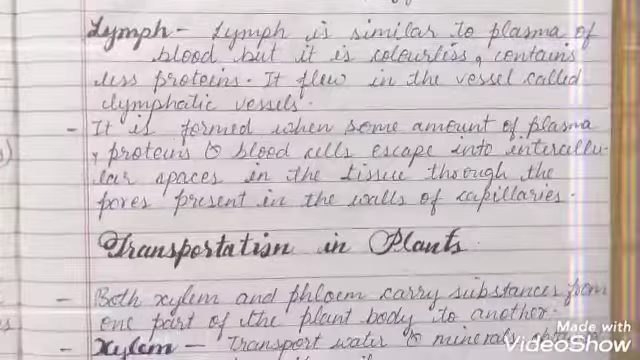 Lymph - Lymph is similar to plasma of
blood but it is colourless, contains
less proteins. It flow in the vessel called
lymphatic vessels.
- It is formed when some amount of plasma
, proteins & blood cells escape into intercellu-
lar spaces in the tissue through the
pores present in the walls of capillaries.
Transportation in Plants
- Both xylem and phloem carry substances from
one part of the plant body to another.
- Xylem - Transport water & minerals
Made with
VivaVideo